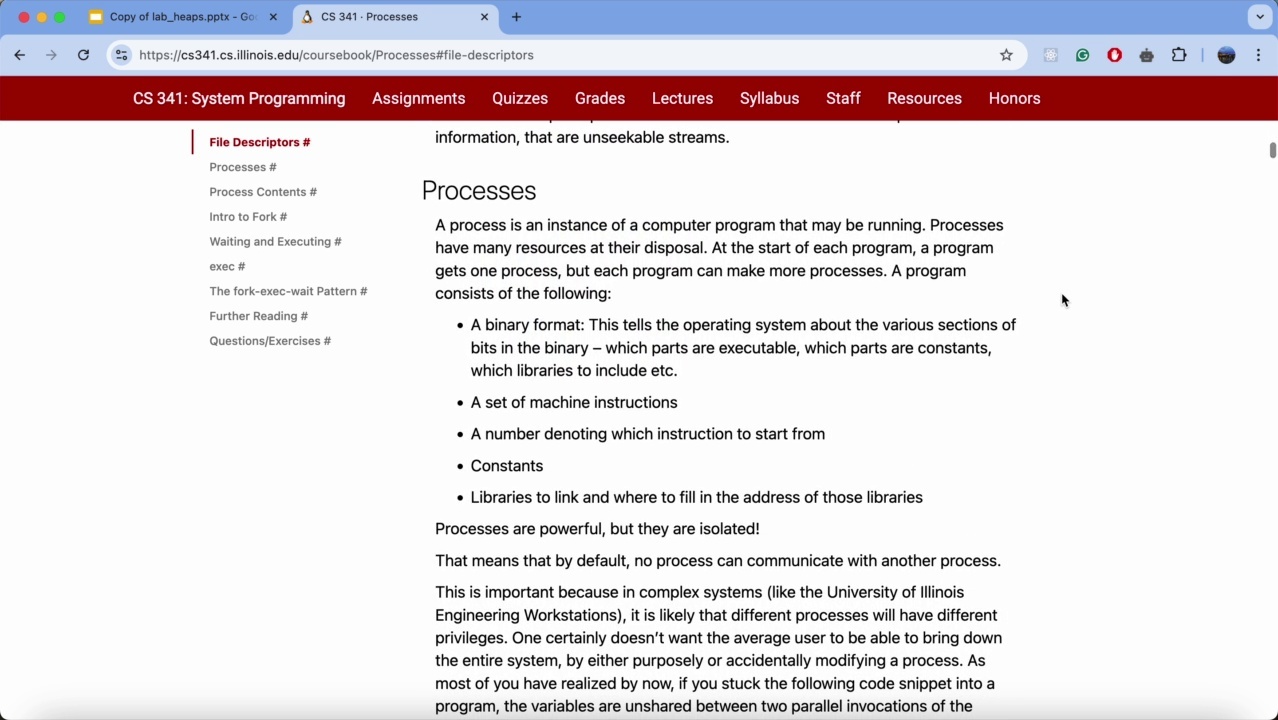 Copy of lab_heaps.pptx - Goo
CS 341 · Processes
https://cs341.cs.illinois.edu/coursebook/Processes#file-descriptors
CS 341: System Programming Assignments Quizzes Grades Lectures Syllabus Staff Resources Honors
File Descriptors #
Processes #
Process Contents #
Intro to Fork #
Waiting and Executing #
exec #
The fork-exec-wait Pattern #
Further Reading #
Questions/Exercises #
information, that are unseekable streams.
Processes
A process is an instance of a computer program that may be running. Processes
have many resources at their disposal. At the start of each program, a program
gets one process, but each program can make more processes. A program
consists of the following:
• A binary format: This tells the operating system about the various sections of
bits in the binary – which parts are executable, which parts are constants,
which libraries to include etc.
• A set of machine instructions
• A number denoting which instruction to start from
• Constants
• Libraries to link and where to fill in the address of those libraries
Processes are powerful, but they are isolated!
That means that by default, no process can communicate with another process.
This is important because in complex systems (like the University of Illinois
Engineering Workstations), it is likely that different processes will have different
privileges. One certainly doesn't want the average user to be able to bring down
the entire system, by either purposely or accidentally modifying a process. As
most of you have realized by now, if you stuck the following code snippet into a
program, the variables are unshared between two parallel invocations of the